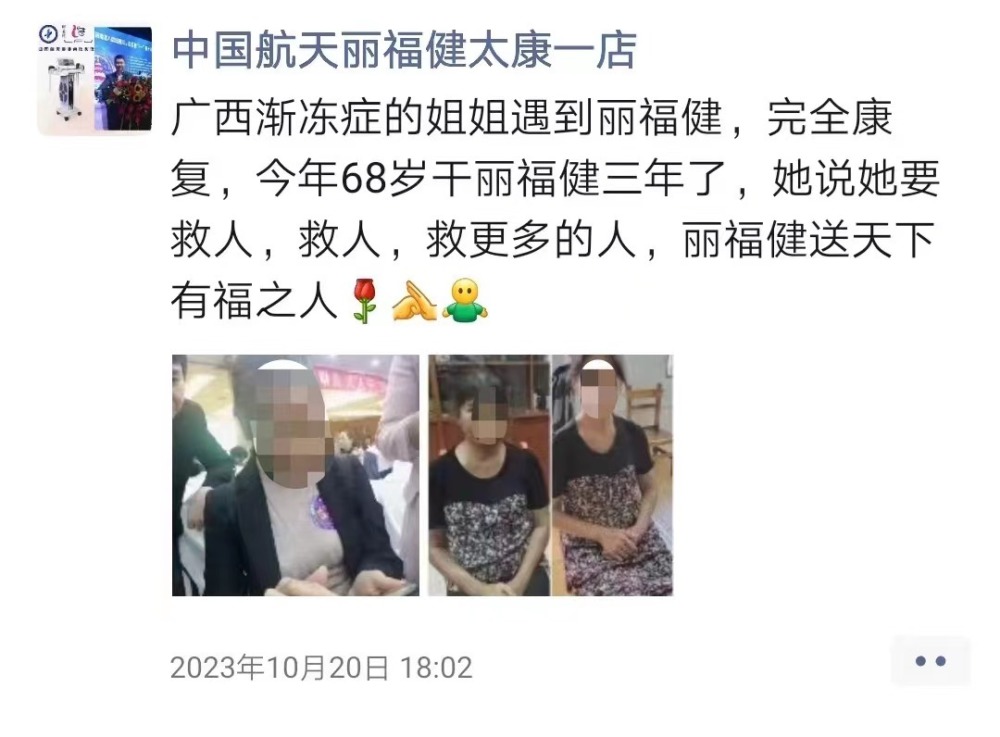 中国航天丽福健太康一店
广西渐冻症的姐姐遇到丽福健，完全康
复，今年68岁干丽福健三年了，她说她要
救人，救人，救更多的人，丽福健送天下
有福之人🌹🙏🤗
2023年10月20日 18:02